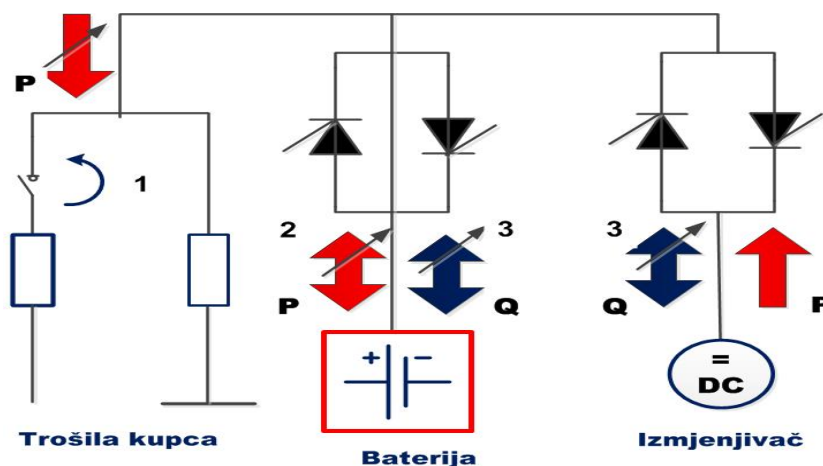 P
1
2
3
3
P
Q
Q
P
+
-
=
DC
Trošila kupca
Baterija
Izmjenjivač